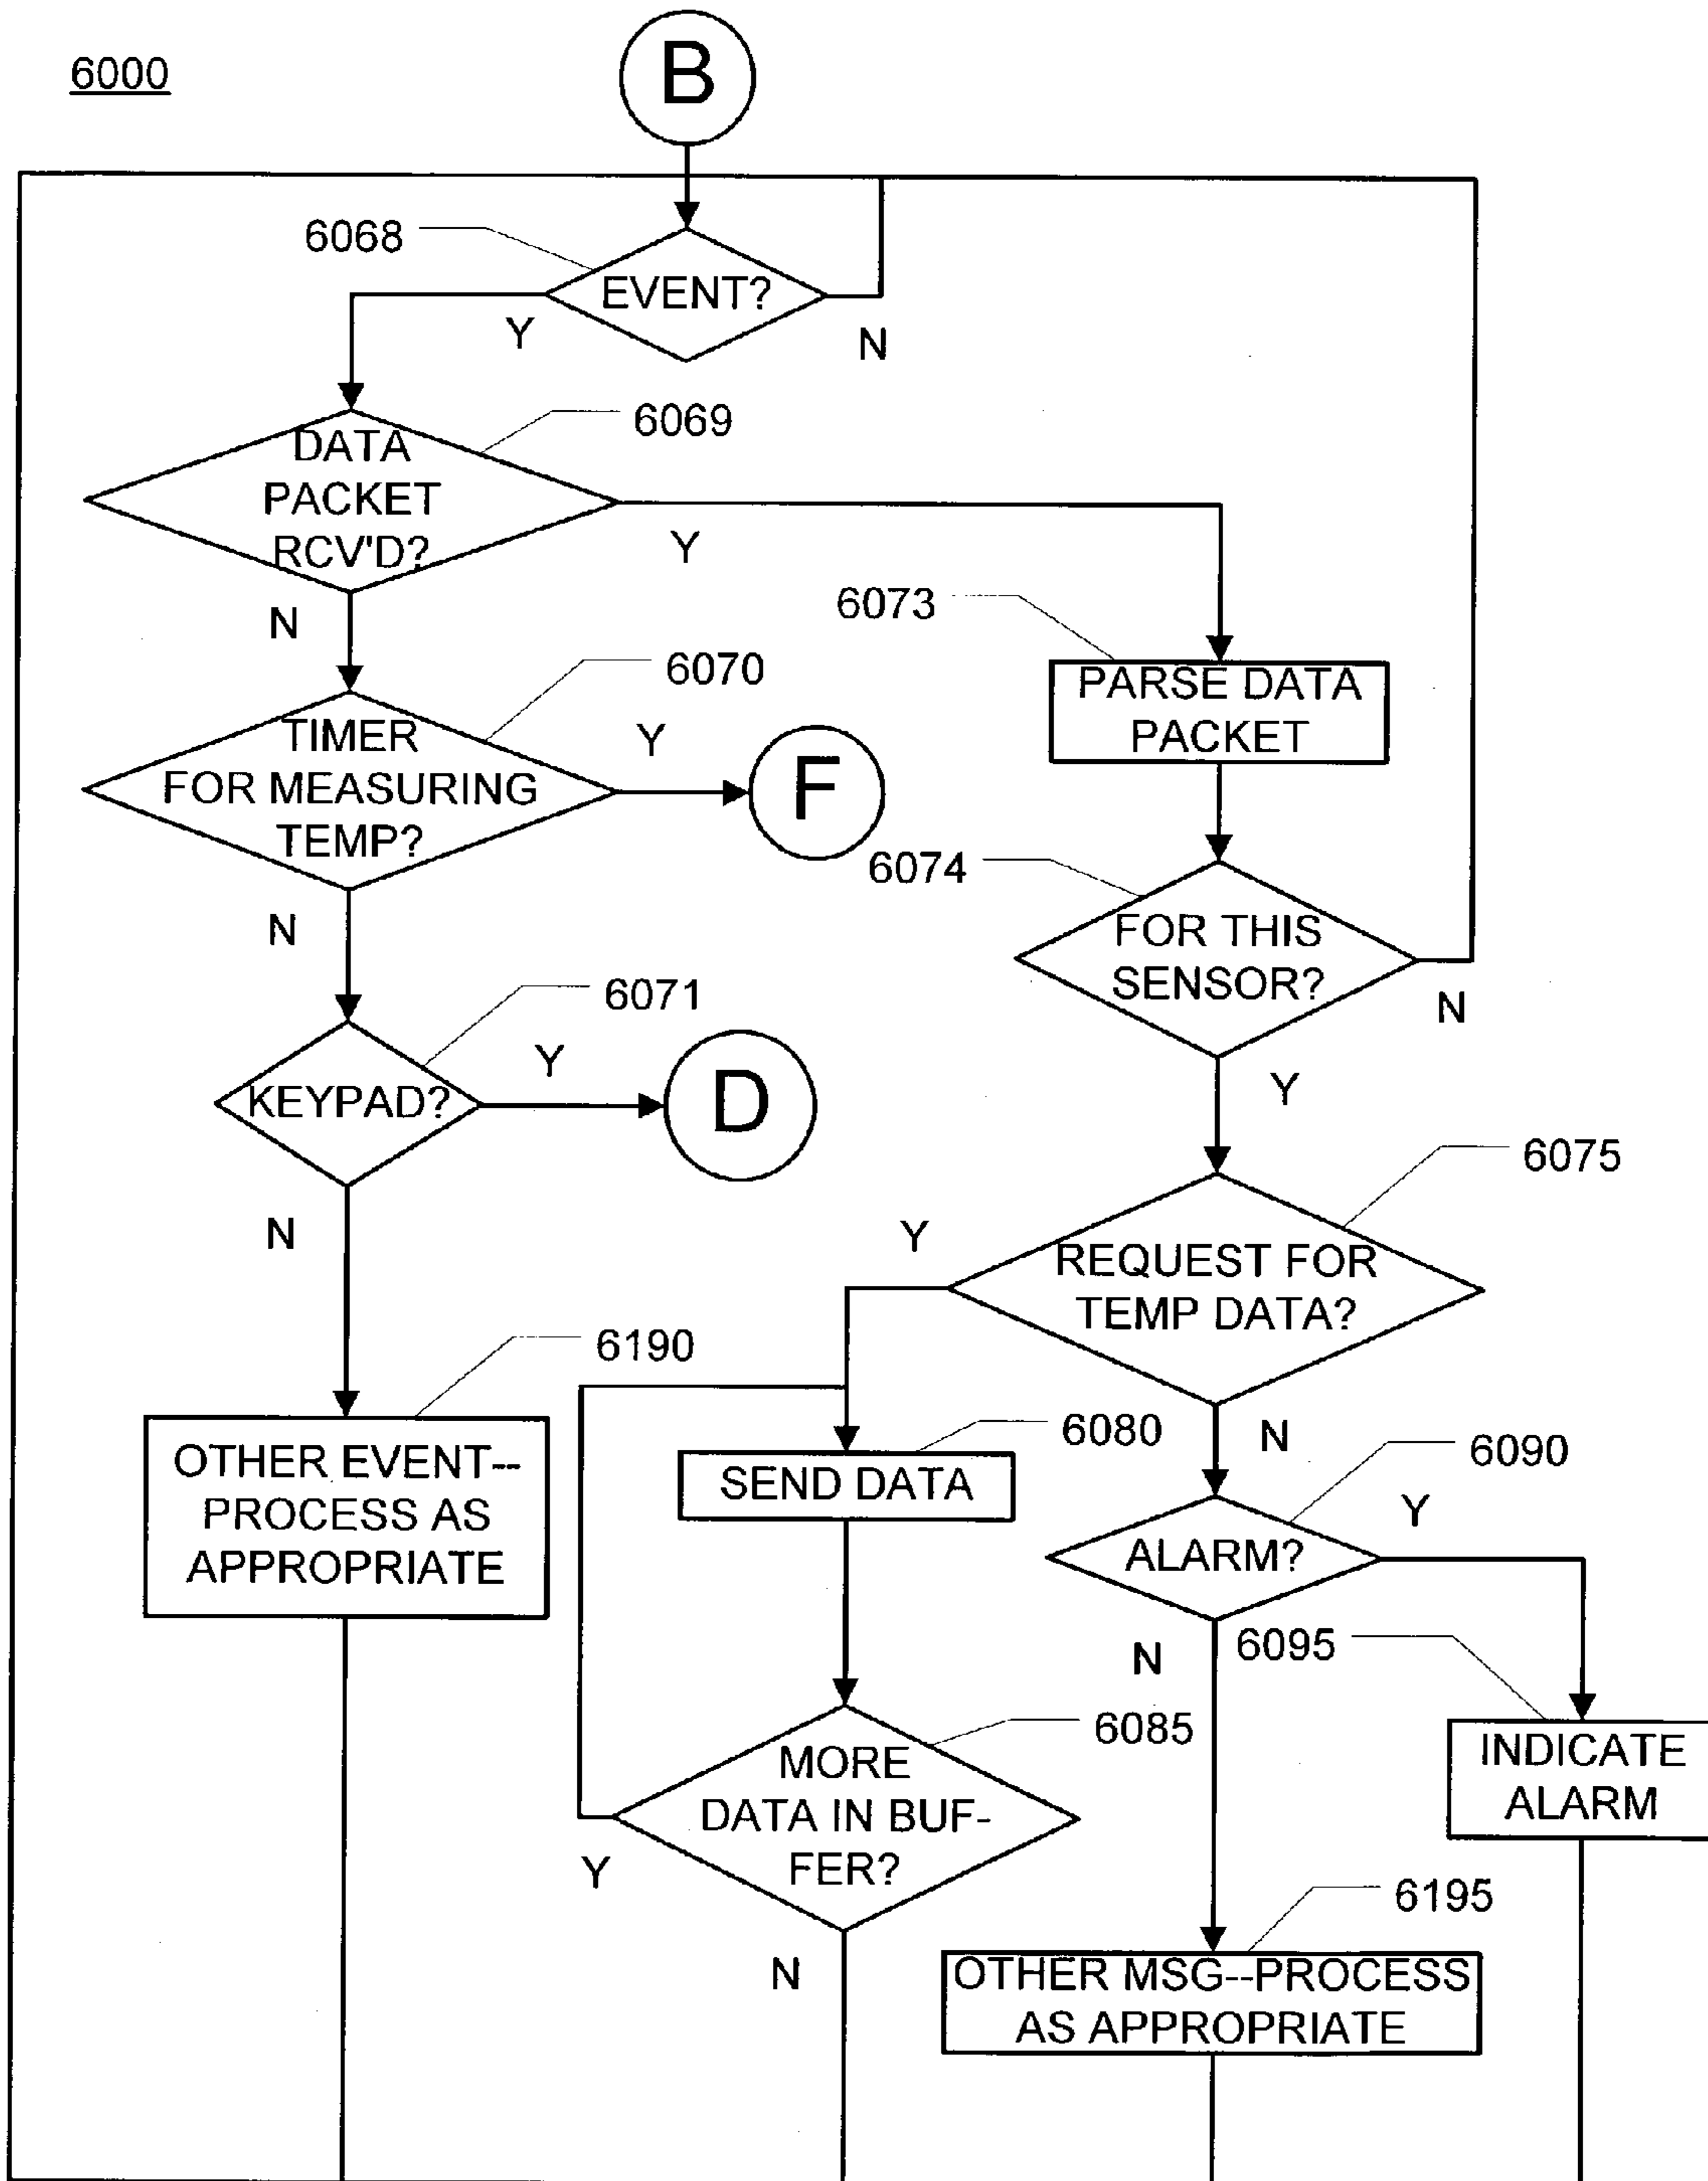 6000
B
6068
EVENT?
Y
N
6069
DATA
PACKET
RCV'D?
Y
N
6073
PARSE DATA
PACKET
6070
TIMER
FOR MEASURING
TEMP?
Y
F
N
6074
FOR THIS
SENSOR?
N
Y
6071
KEYPAD?
Y
D
N
6075
REQUEST FOR
TEMP DATA?
Y
N
6190
OTHER EVENT--
PROCESS AS
APPROPRIATE
6080
SEND DATA
6090
ALARM?
Y
N
6095
INDICATE
ALARM
6085
MORE
DATA IN BUF-
FER?
Y
N
6195
OTHER MSG--PROCESS
AS APPROPRIATE